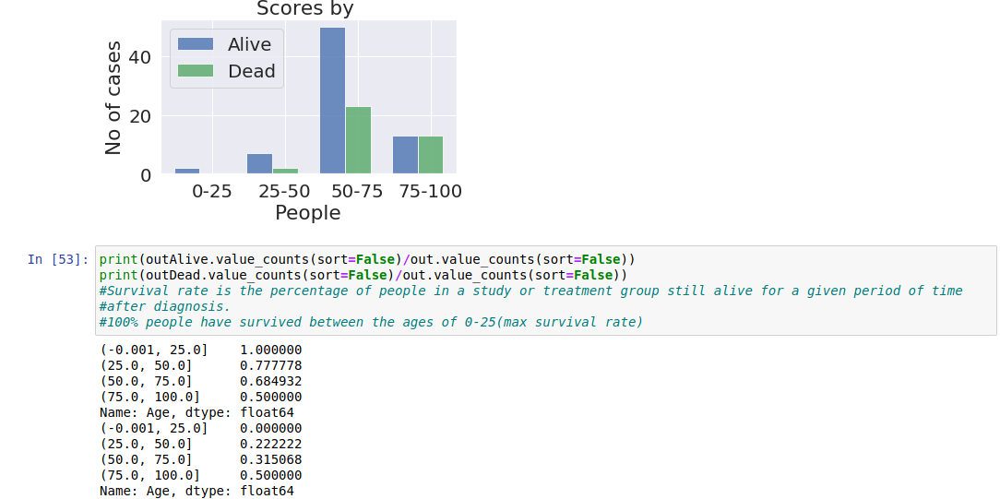 Scores by
Alive
Dead
No of cases
40
20
0
0-25 25-50 50-75 75-100
People
In [53]: print(outAlive.value_counts(sort=False)/out.value_counts(sort=False))
print(outDead.value_counts(sort=False)/out.value_counts(sort=False))
#Survival rate is the percentage of people in a study or treatment group still alive for a given period of time
#after diagnosis.
#100% people have survived between the ages of 0-25(max survival rate)
(-0.001, 25.0]    1.000000
(25.0, 50.0]      0.777778
(50.0, 75.0]      0.684932
(75.0, 100.0]     0.500000
Name: Age, dtype: float64
(-0.001, 25.0]    0.000000
(25.0, 50.0]      0.222222
(50.0, 75.0]      0.315068
(75.0, 100.0]     0.500000
Name: Age, dtype: float64